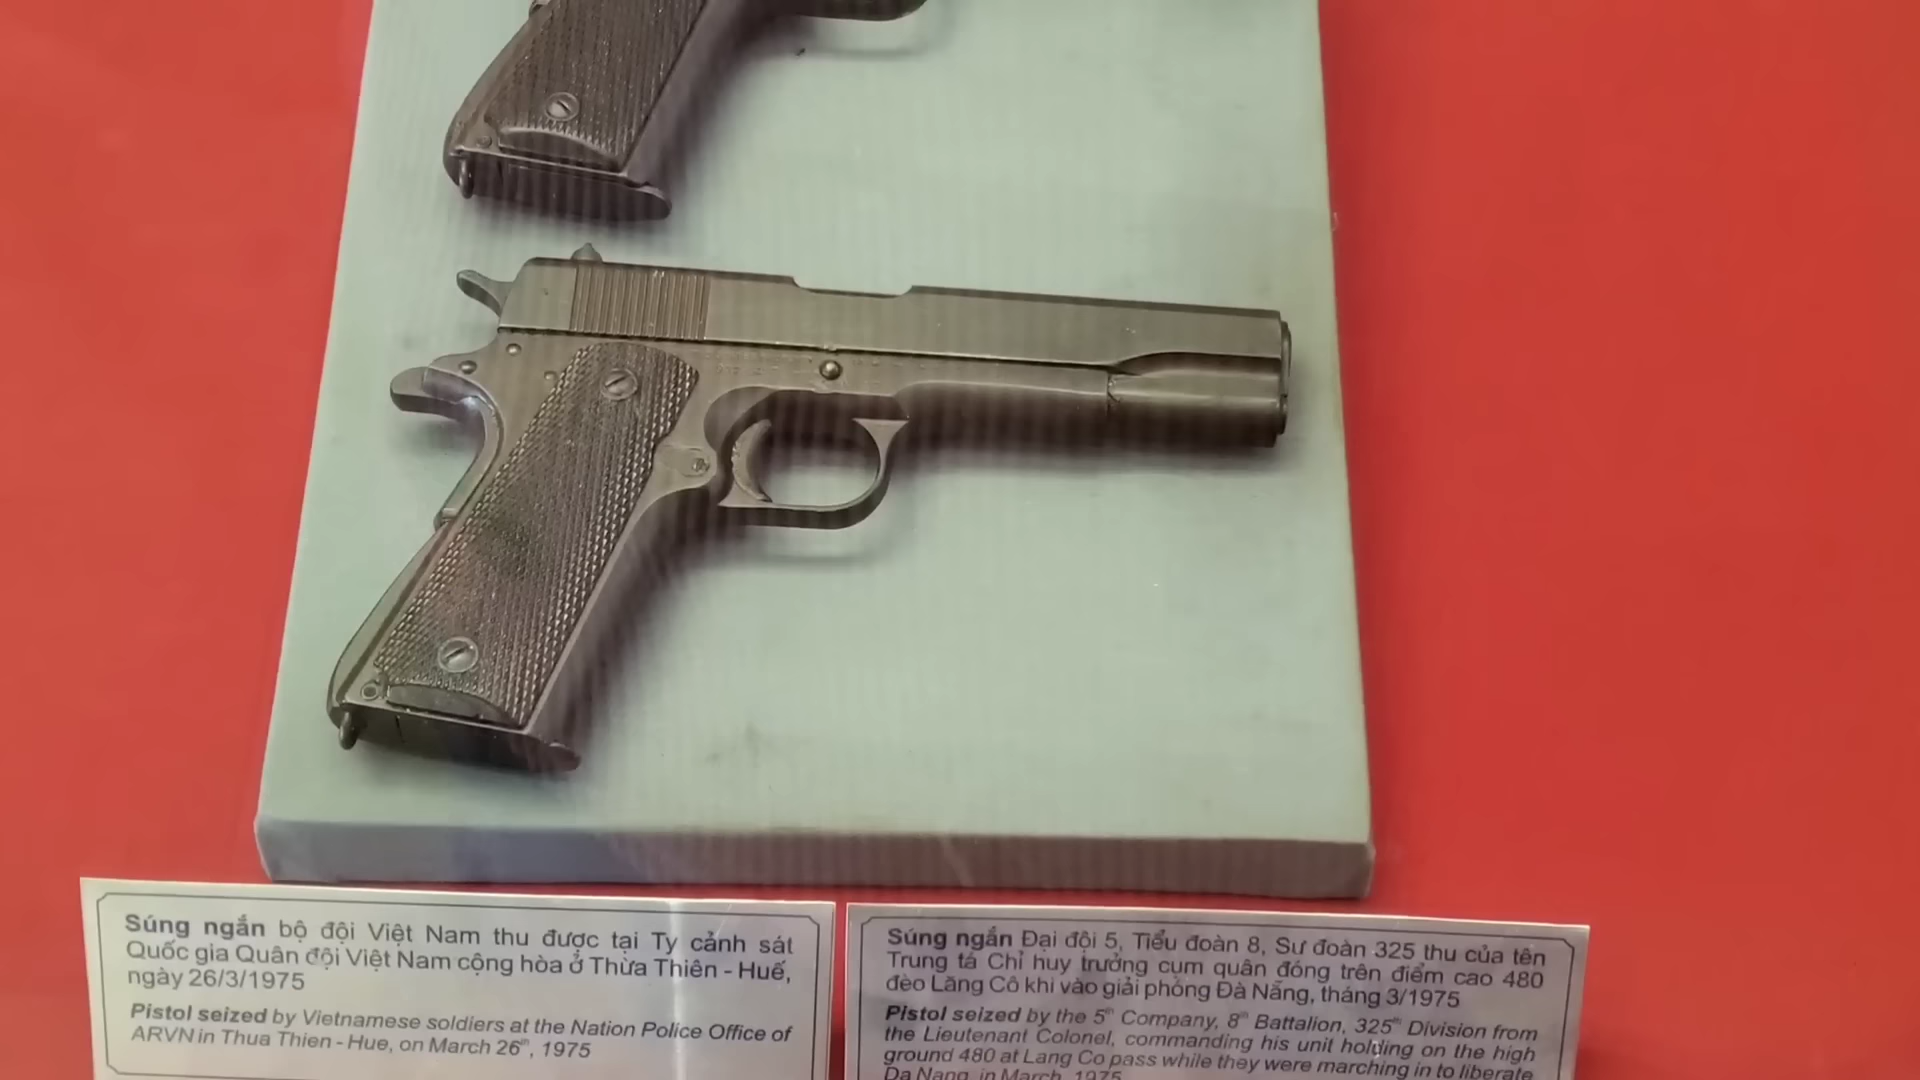 Súng ngắn bộ đội Việt Nam thu được tại Ty cảnh sát
Quốc gia Quân đội Việt Nam cộng hòa ở Thừa Thiên - Huế,
ngày 26/3/1975
Pistol seized by Vietnamese soldiers at the Nation Police Office of
ARVN in Thua Thien - Hue, on March 26th, 1975
Súng ngắn Đại đội 5, Tiểu đoàn 8, Sư đoàn 325 thu của tên
Trung tá Chỉ huy trưởng cụm quân đóng trên điểm cao 480
đèo Lăng Cô khi vào giải phóng Đà Nẵng, tháng 3/1975
Pistol seized by the 5th Company, 8th Battalion, 325th Division from
the Lieutenant Colonel, commanding his unit holding on the high
ground 480 at Lang Co pass while they were marching in to liberate
Da Nang, in March, 1975